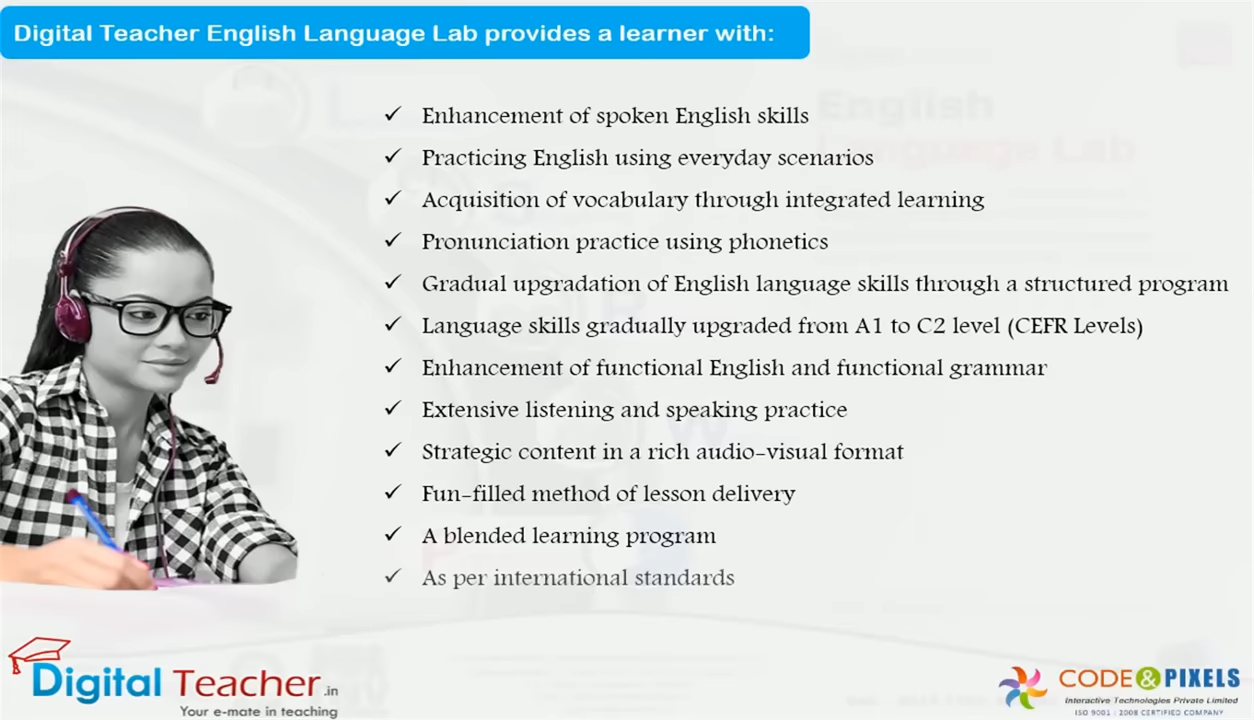 Digital Teacher English Language Lab provides a learner with:
✓ Enhancement of spoken English skills
✓ Practicing English using everyday scenarios
✓ Acquisition of vocabulary through integrated learning
✓ Pronunciation practice using phonetics
✓ Gradual upgradation of English language skills through a structured program
✓ Language skills gradually upgraded from A1 to C2 level (CEFR Levels)
✓ Enhancement of functional English and functional grammar
✓ Extensive listening and speaking practice
✓ Strategic content in a rich audio-visual format
✓ Fun-filled method of lesson delivery
✓ A blended learning program
✓ As per international standards
English
Language Lab
Digital Teacher.in
Your e-mate in teaching
CODE & PIXELS
Interactive Technologies Private Limited
ISO 9001 : 2008 CERTIFIED COMPANY